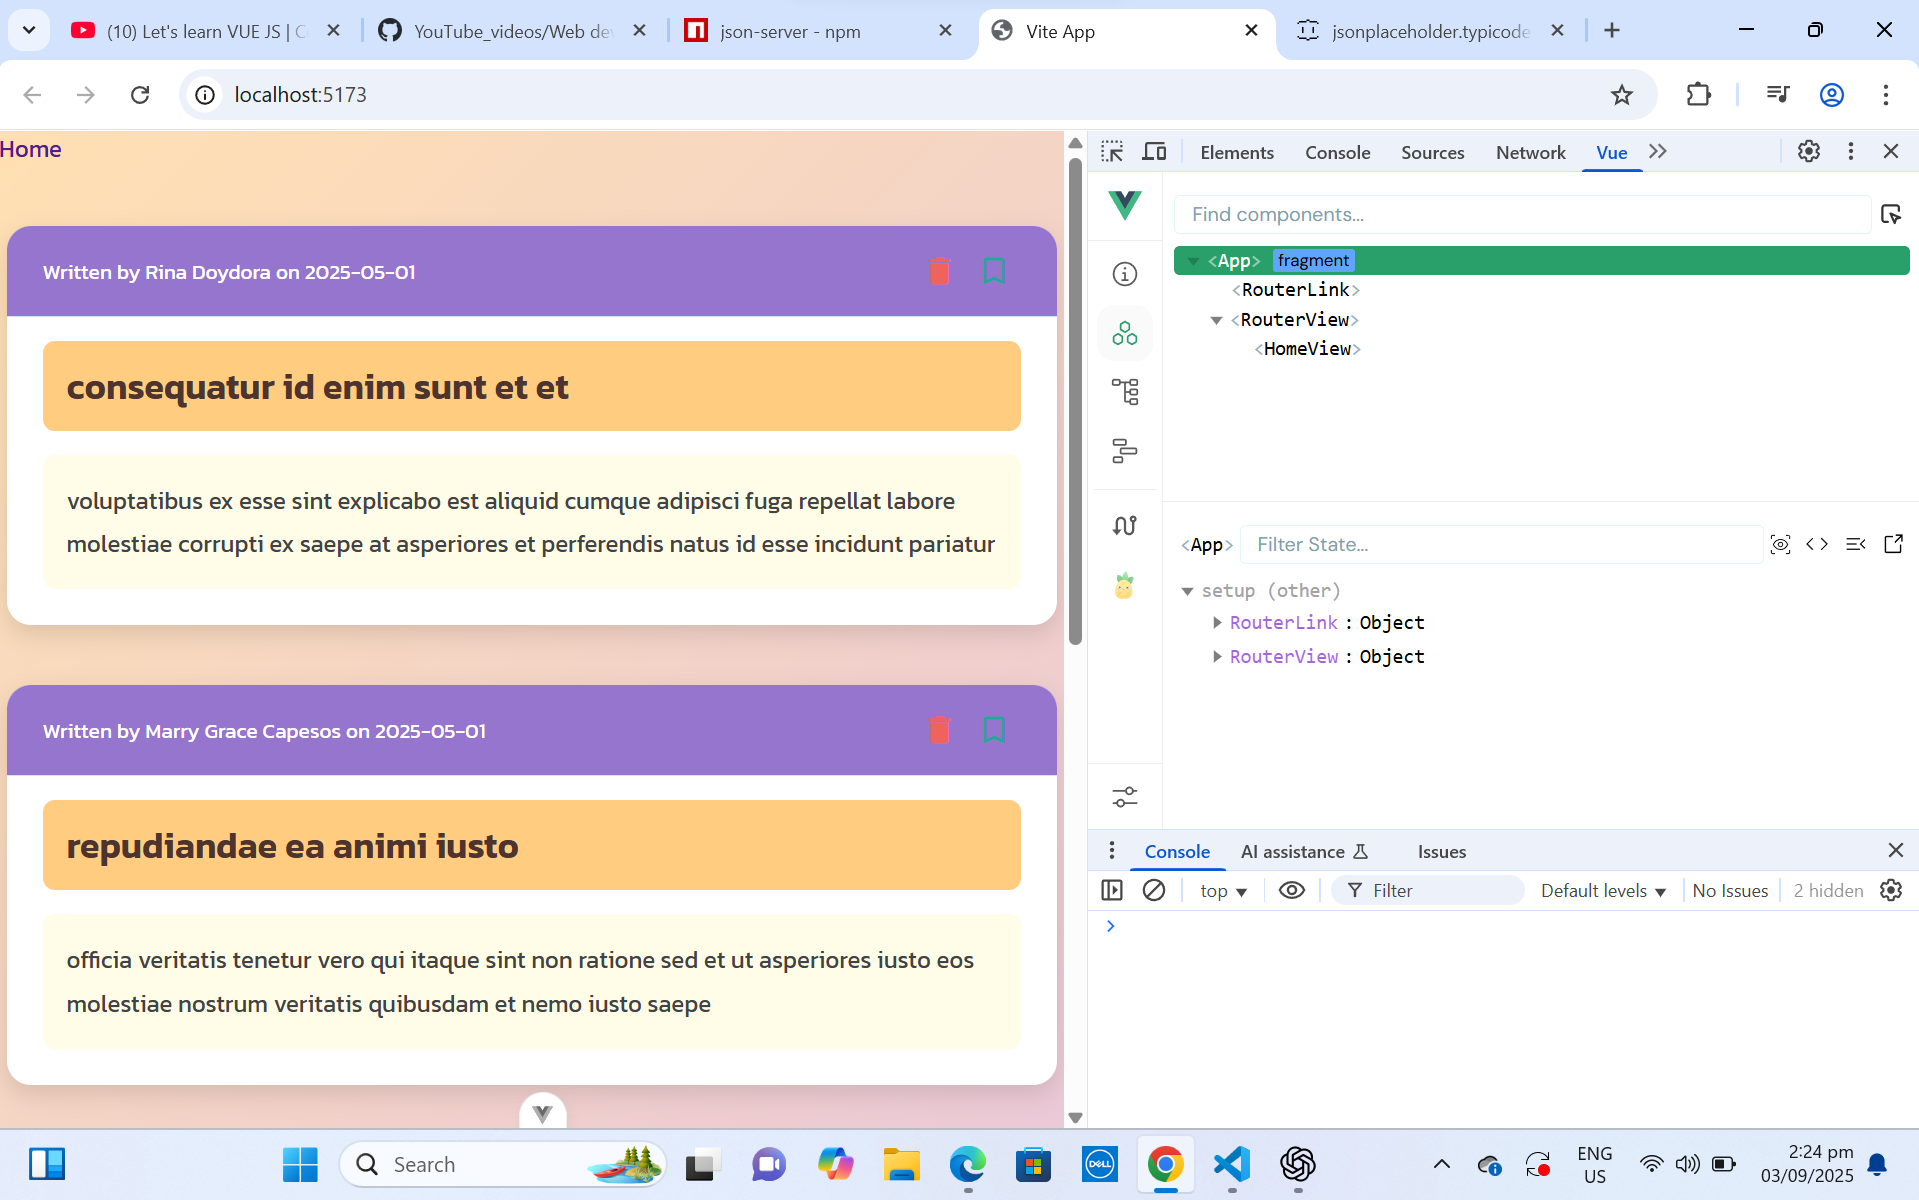 (10) Let's learn VUE JS | C
YouTube_videos/Web dev
json-server - npm
Vite App
jsonplaceholder.typicode
localhost:5173
Home
Written by Rina Doydora on 2025-05-01
consequatur id enim sunt et et
voluptatibus ex esse sint explicabo est aliquid cumque adipisci fuga repellat labore
molestiae corrupti ex saepe at asperiores et perferendis natus id esse incidunt pariatur
Written by Marry Grace Capesos on 2025-05-01
repudiandae ea animi iusto
officia veritatis tenetur vero qui itaque sint non ratione sed et ut asperiores iusto eos
molestiae nostrum veritatis quibusdam et nemo iusto saepe
Elements Console Sources Network Vue
Find components...
<App> fragment
<RouterLink>
<RouterView>
<HomeView>
<App> Filter State...
setup (other)
RouterLink : Object
RouterView : Object
Console AI assistance Issues
top Filter Default levels No Issues 2 hidden
Search
DELL
ENG
US
2:24 pm
03/09/2025